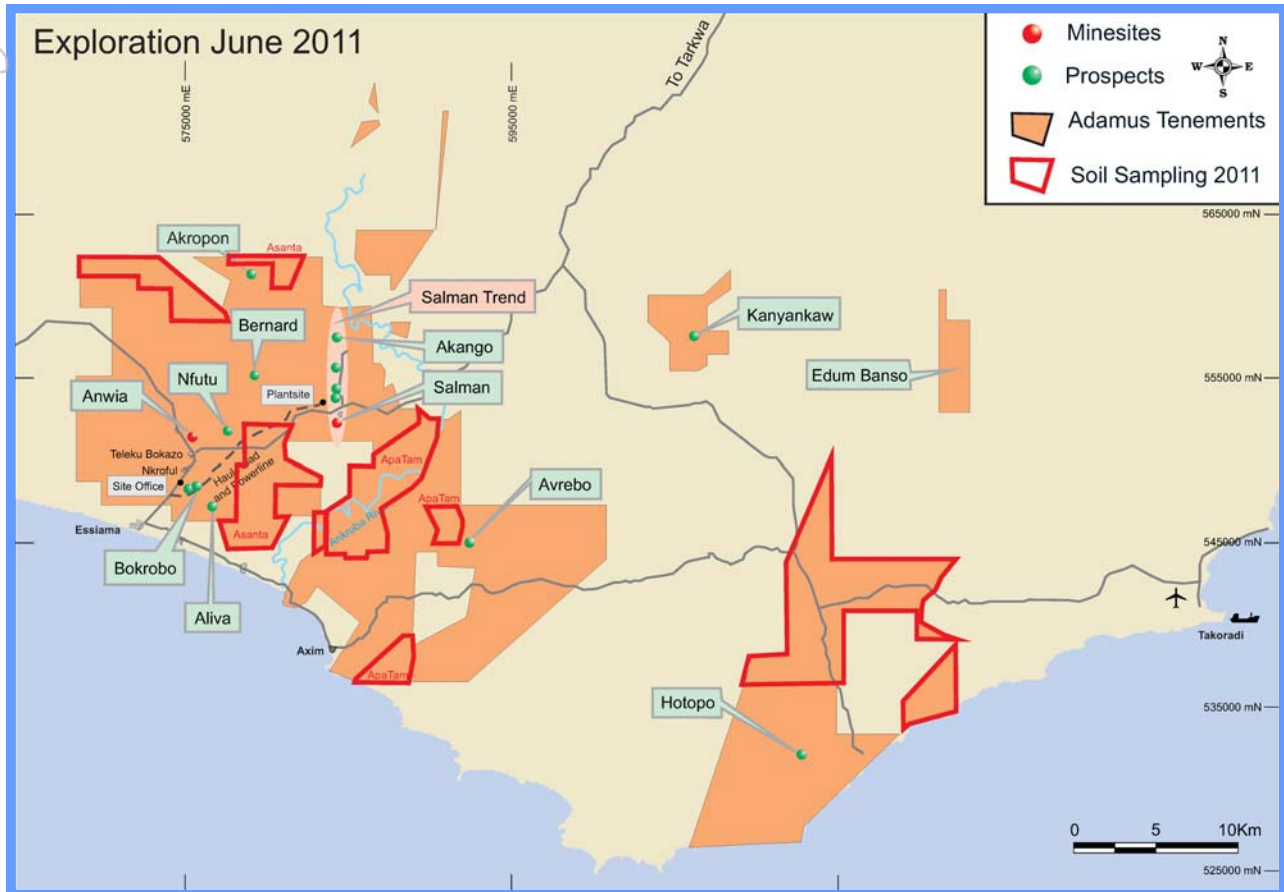 Exploration June 2011
Minesites
Prospects
Adamus Tenements
Soil Sampling 2011
N
W
E
S
To Tarkwa
575000 mE
595000 mE
565000 mN
Akropon
Asanta
Salman Trend
Bernard
Akango
Kanyankaw
Nfutu
Salman
Edum Banso
555000 mN
Anwia
Plantsite
Teleku Bokazo
Nkroful
Site Office
Haul Road
and Powerline
ApaTam
ApaTam
Avrebo
Essiama
Asanta
Ankroba
Bokrobo
545000 mN
Aliva
Axim
Takoradi
ApaTam
Hotopo
535000 mN
0 5 10Km
525000 mN